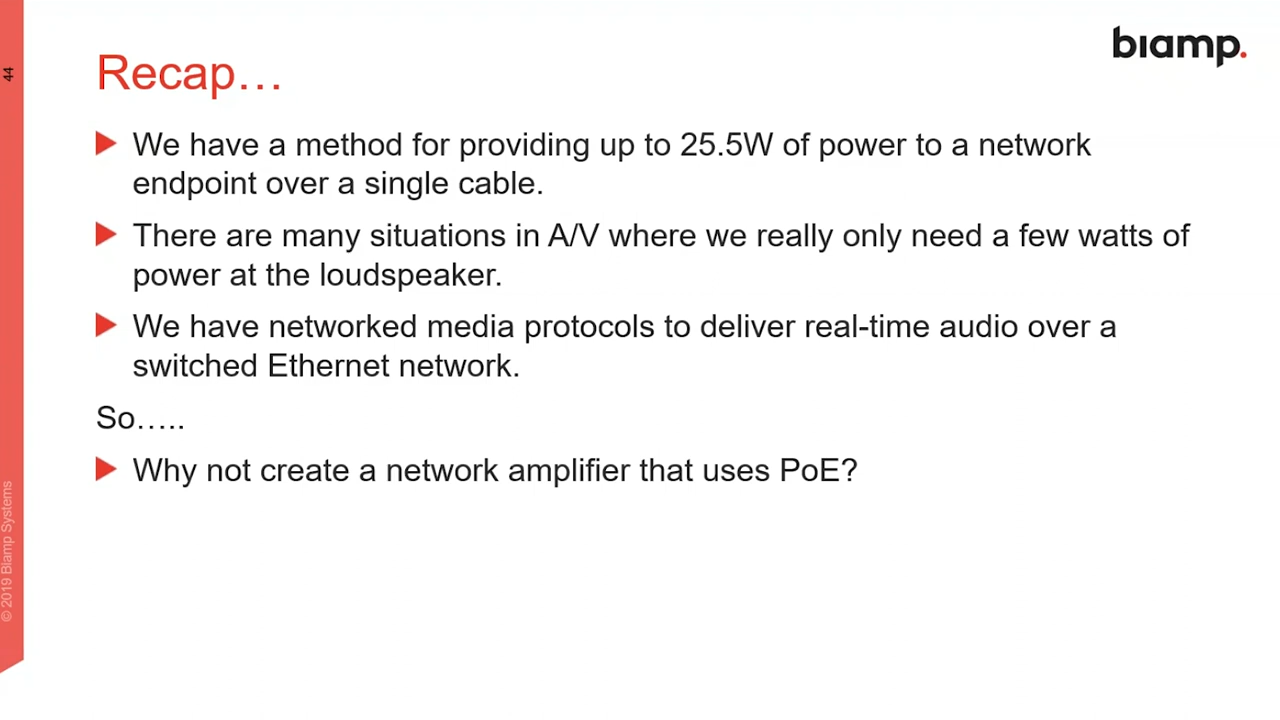 44
biamp.
Recap…
We have a method for providing up to 25.5W of power to a network
endpoint over a single cable.
There are many situations in A/V where we really only need a few watts of
power at the loudspeaker.
We have networked media protocols to deliver real-time audio over a
switched Ethernet network.
So…..
Why not create a network amplifier that uses PoE?
© 2019 Biamp Systems